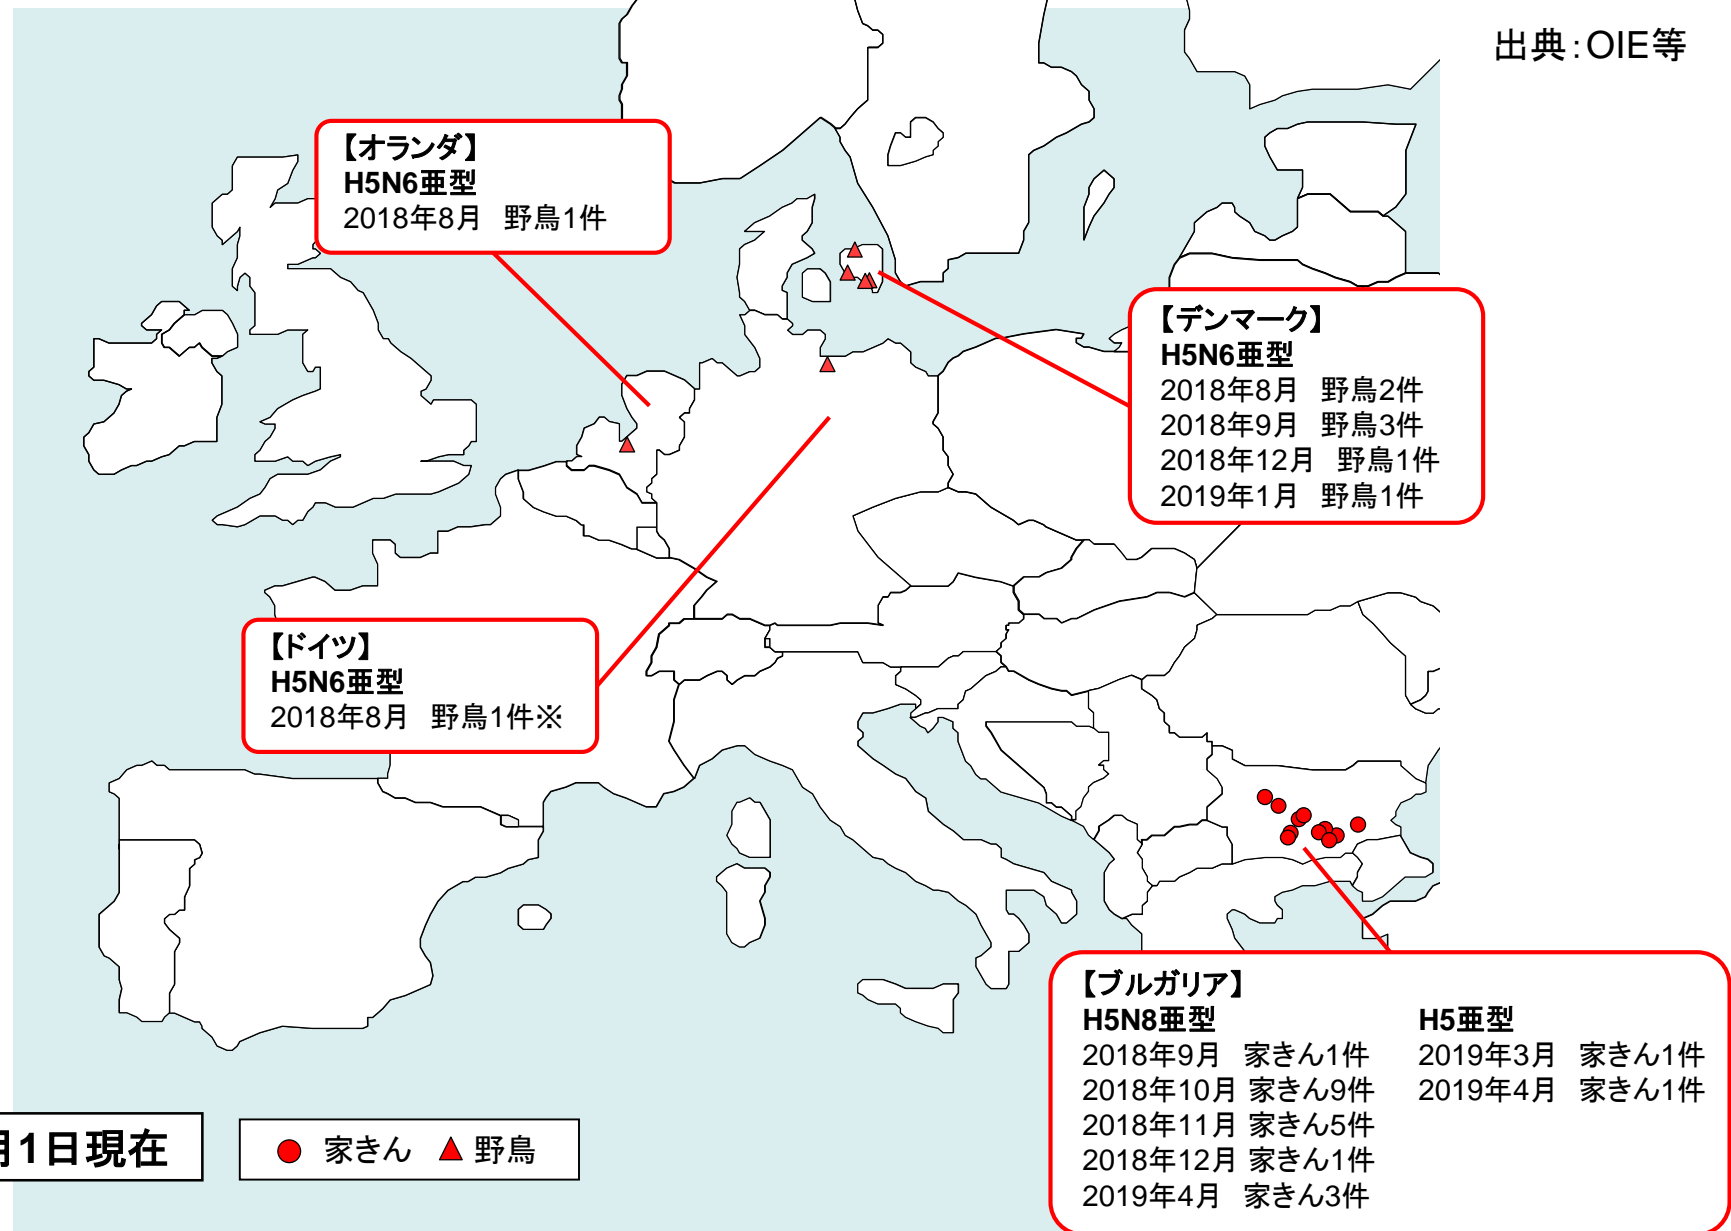 出典：OIE等
【オランダ】
H5N6亜型
2018年8月　野鳥1件
【デンマーク】
H5N6亜型
2018年8月　野鳥2件
2018年9月　野鳥3件
2018年12月　野鳥1件
2019年1月　野鳥1件
【ドイツ】
H5N6亜型
2018年8月　野鳥1件※
【ブルガリア】
H5N8亜型
2018年9月　家きん1件
2018年10月 家きん9件
2018年11月 家きん5件
2018年12月 家きん1件
2019年4月　家きん3件
H5亜型
2019年3月　家きん1件
2019年4月　家きん1件
月1日現在
家きん
野鳥